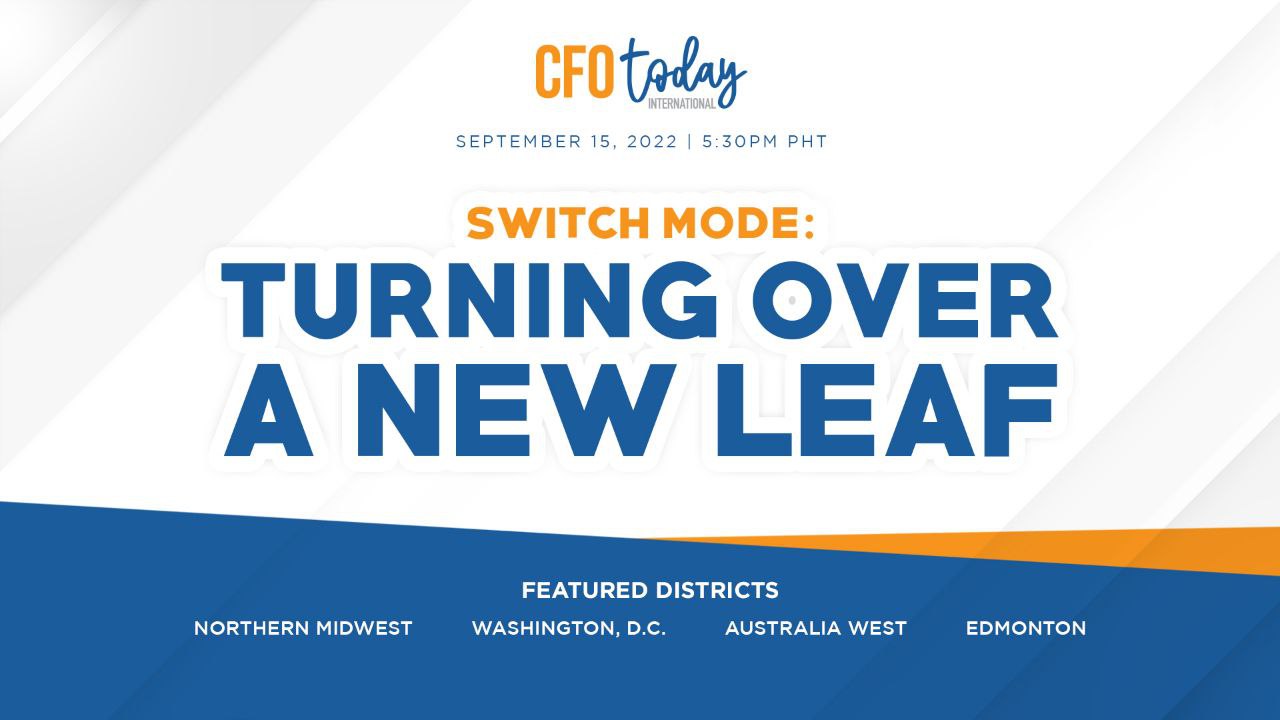 CFO today
INTERNATIONAL
SEPTEMBER 15, 2022 | 5:30PM PHT
SWITCH MODE:
TURNING OVER
A NEW LEAF
FEATURED DISTRICTS
NORTHERN MIDWEST WASHINGTON, D.C. AUSTRALIA WEST EDMONTON